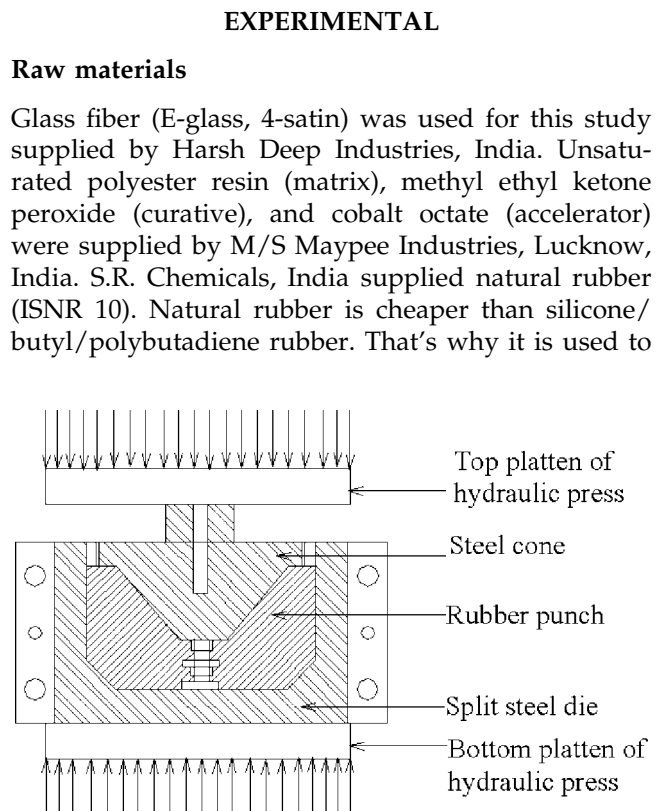 EXPERIMENTAL
Raw materials
Glass fiber (E-glass, 4-satin) was used for this study
supplied by Harsh Deep Industries, India. Unsatu-
rated polyester resin (matrix), methyl ethyl ketone
peroxide (curative), and cobalt octate (accelerator)
were supplied by M/S Maypee Industries, Lucknow,
India. S.R. Chemicals, India supplied natural rubber
(ISNR 10). Natural rubber is cheaper than silicone/
butyl/polybutadiene rubber. That's why it is used to
Top platten of
hydraulic press
Steel cone
Rubber punch
Split steel die
Bottom platten of
hydraulic press